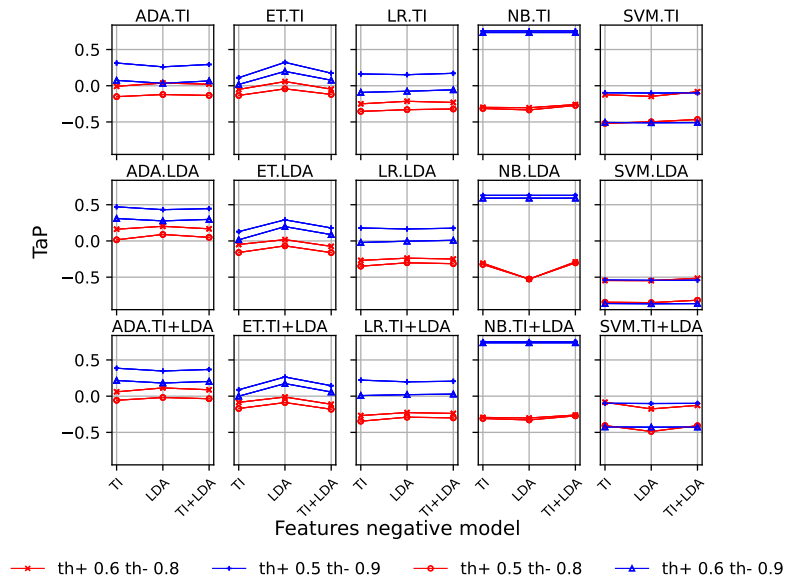 ADA.TI ET.TI LR.TI NB.TI SVM.TI
0.5
0.0
−0.5
ADA.LDA ET.LDA LR.LDA NB.LDA SVM.LDA
0.5
0.0
−0.5
TaP
ADA.TI+LDA ET.TI+LDA LR.TI+LDA NB.TI+LDA SVM.TI+LDA
0.5
0.0
−0.5
TI LDA TI+LDA TI LDA TI+LDA TI LDA TI+LDA TI LDA TI+LDA TI LDA TI+LDA
Features negative model
th+ 0.6 th- 0.8 th+ 0.5 th- 0.9 th+ 0.5 th- 0.8 th+ 0.6 th- 0.9